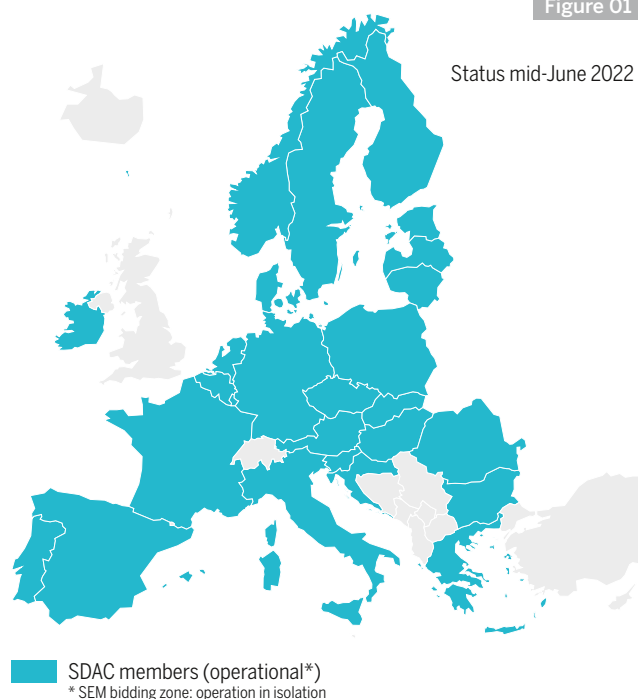 Figure 01
Status mid-June 2022
SDAC members (operational*)
* SEM bidding zone: operation in isolation